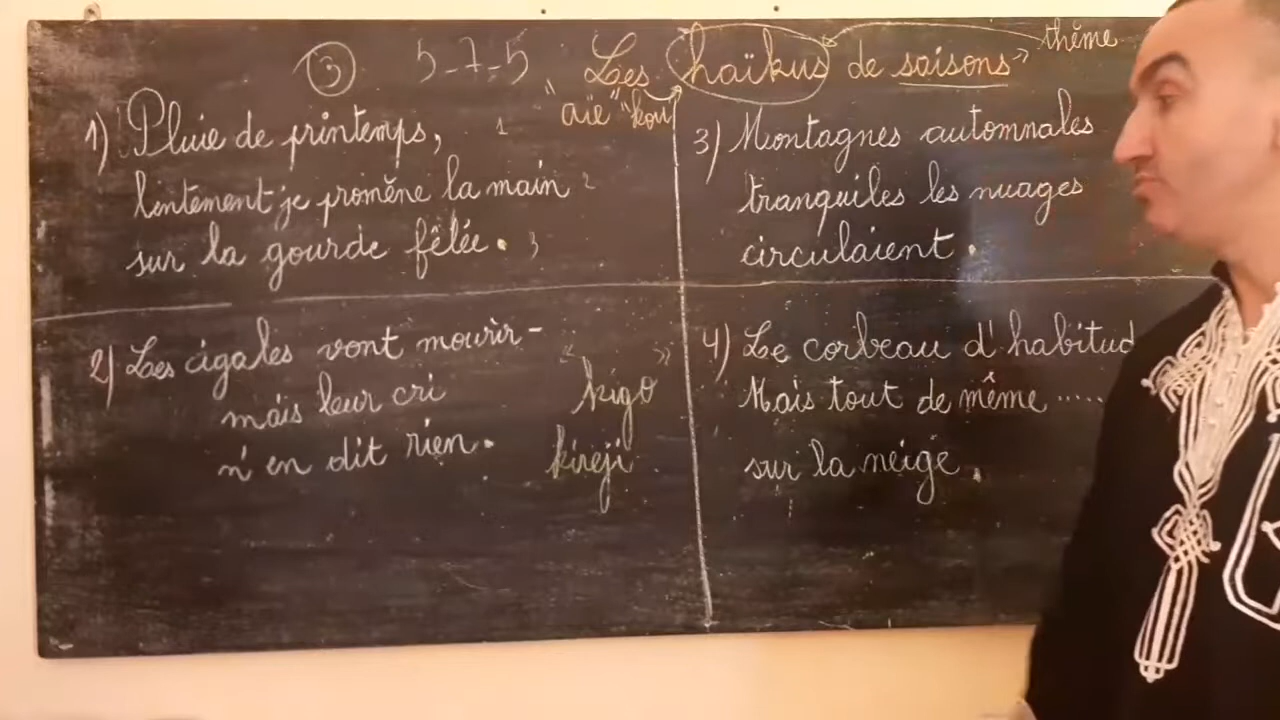 ③ 5-7-5 Les haïkus de saisons thème
"aïe" "kou"
1) Pluie de printemps, 1
lentement je promène la main 2
sur la gourde fêlée. 3
2) Les cigales vont mourir -
mais leur cri
n'en dit rien.
"kigo"
kireji
3) Montagnes automnales
tranquiles les nuages
circulaient.
4) Le corbeau d'habitud
Mais tout de même .....
sur la neige.